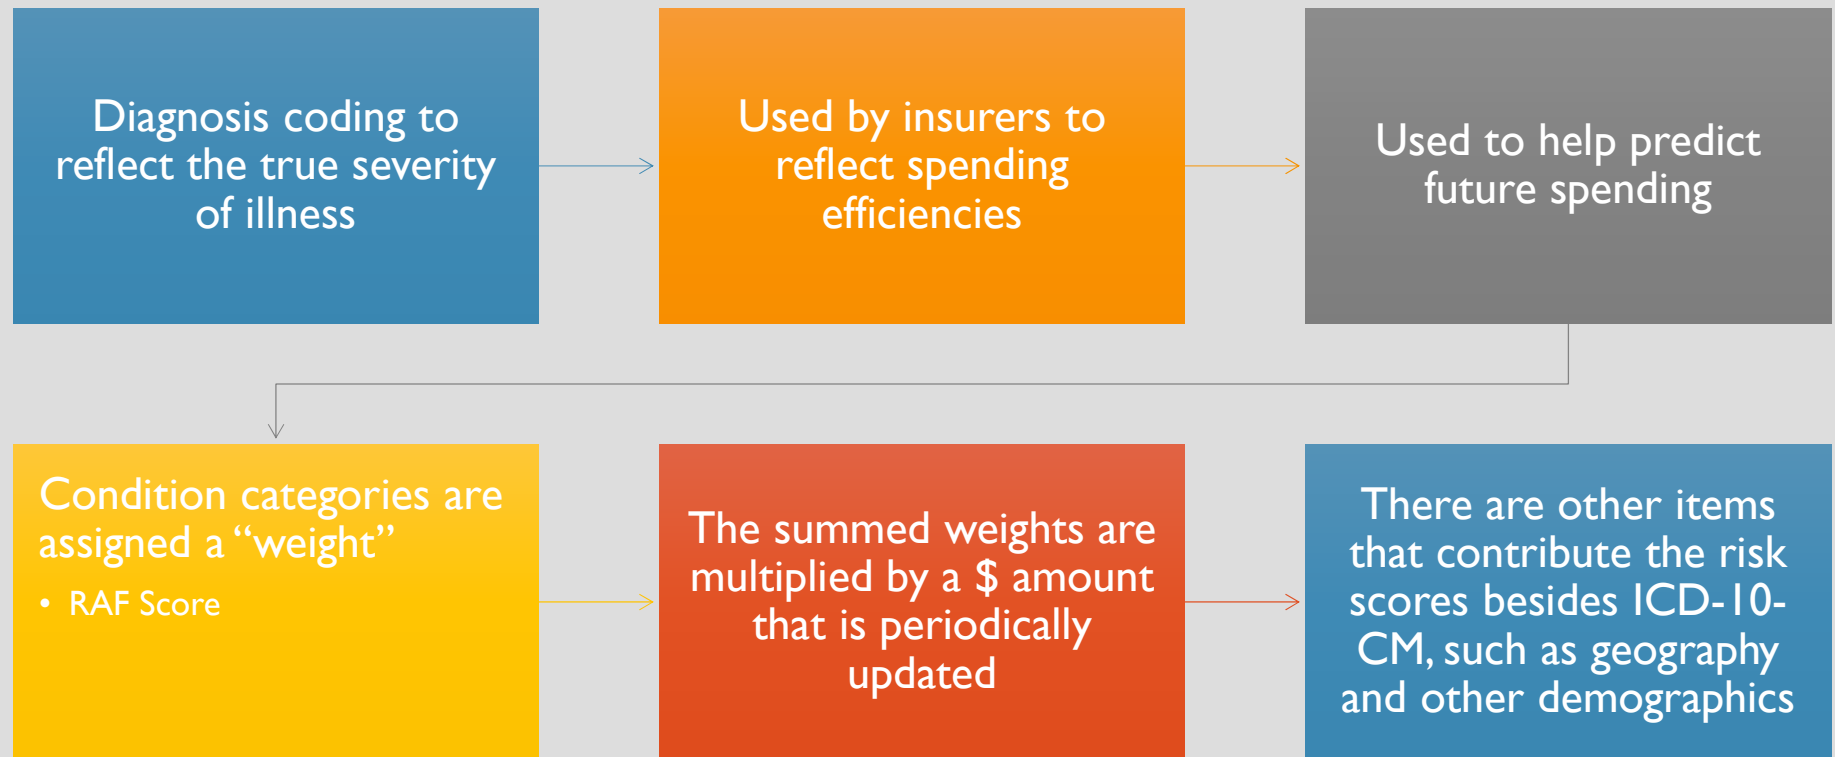 Diagnosis coding to
reflect the true severity
of illness
Used by insurers to
reflect spending
efficiencies
Used to help predict
future spending
Condition categories are
assigned a “weight”
• RAF Score
The summed weights are
multiplied by a $ amount
that is periodically
updated
There are other items
that contribute the risk
scores besides ICD-10-
CM, such as geography
and other demographics